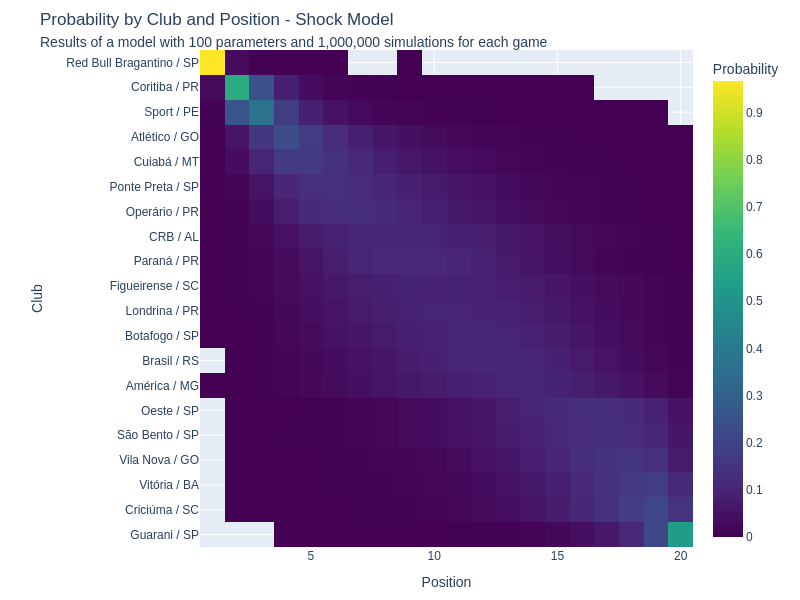 Probability by Club and Position - Shock Model
Results of a model with 100 parameters and 1,000,000 simulations for each game
Red Bull Bragantino / SP
Coritiba / PR
Sport / PE
Atlético / GO
Cuiabá / MT
Ponte Preta / SP
Operário / PR
CRB / AL
Paraná / PR
Figueirense / SC
Londrina / PR
Botafogo / SP
Brasil / RS
América / MG
Oeste / SP
São Bento / SP
Vila Nova / GO
Vitória / BA
Criciúma / SC
Guarani / SP
Club
5
10
15
20
Position
Probability
0.9
0.8
0.7
0.6
0.5
0.4
0.3
0.2
0.1
0